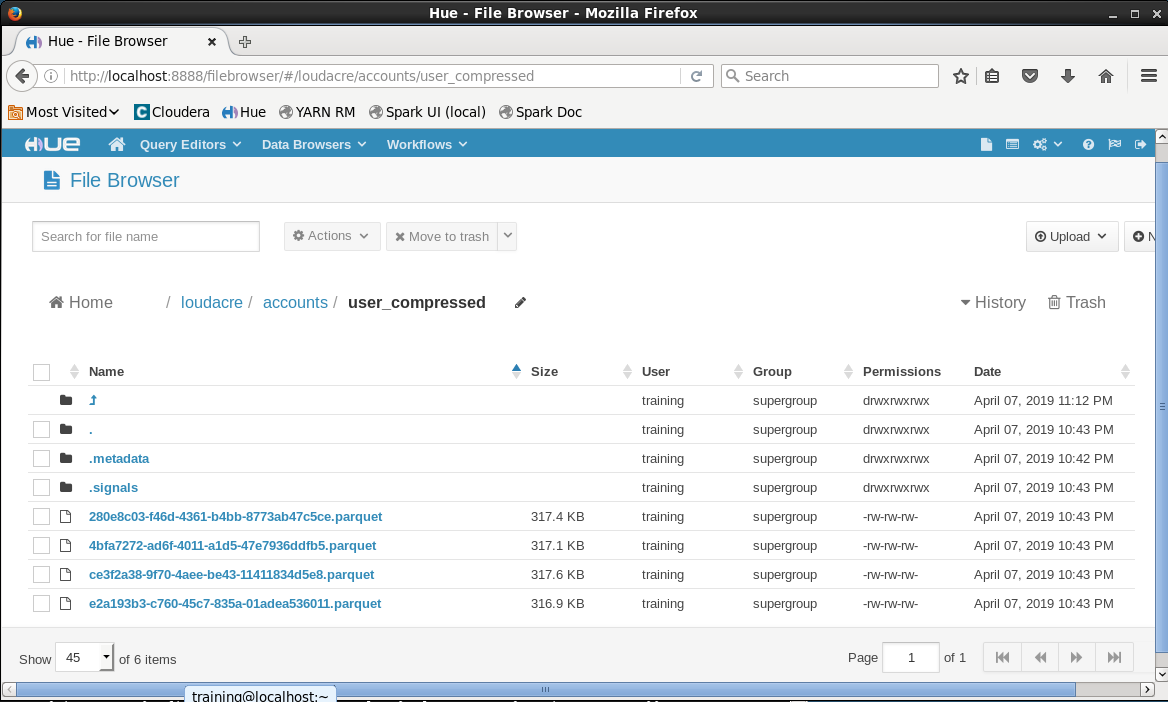 Hue - File Browser - Mozilla Firefox
Hue - File Browser
http://localhost:8888/filebrowser/#/loudacre/accounts/user_compressed
Search
Most Visited Cloudera Hue YARN RM Spark UI (local) Spark Doc
HUE Query Editors Data Browsers Workflows
File Browser
Search for file name Actions Move to trash Upload N
Home / loudacre / accounts / user_compressed History Trash
Name Size User Group Permissions Date
training supergroup drwxrwxrwx April 07, 2019 11:12 PM
. training supergroup drwxrwxrwx April 07, 2019 10:43 PM
.metadata training supergroup drwxrwxrwx April 07, 2019 10:42 PM
.signals training supergroup drwxrwxrwx April 07, 2019 10:43 PM
280e8c03-f46d-4361-b4bb-8773ab47c5ce.parquet 317.4 KB training supergroup -rw-rw-rw- April 07, 2019 10:43 PM
4bfa7272-ad6f-4011-a1d5-47e7936ddfb5.parquet 317.1 KB training supergroup -rw-rw-rw- April 07, 2019 10:43 PM
ce3f2a38-9f70-4aee-be43-11411834d5e8.parquet 317.6 KB training supergroup -rw-rw-rw- April 07, 2019 10:43 PM
e2a193b3-c760-45c7-835a-01adea536011.parquet 316.9 KB training supergroup -rw-rw-rw- April 07, 2019 10:43 PM
Show 45 of 6 items Page 1 of 1
training@localhost:~